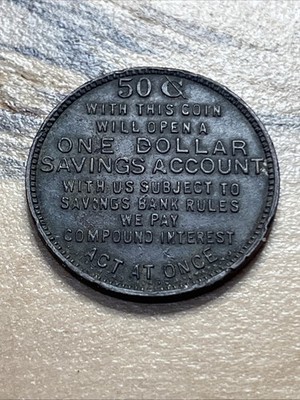 50 ¢
WITH THIS COIN
WILL OPEN A
ONE DOLLAR
SAVINGS ACCOUNT
WITH US SUBJECT TO
SAVINGS BANK RULES
WE PAY
COMPOUND INTEREST
ACT AT ONCE